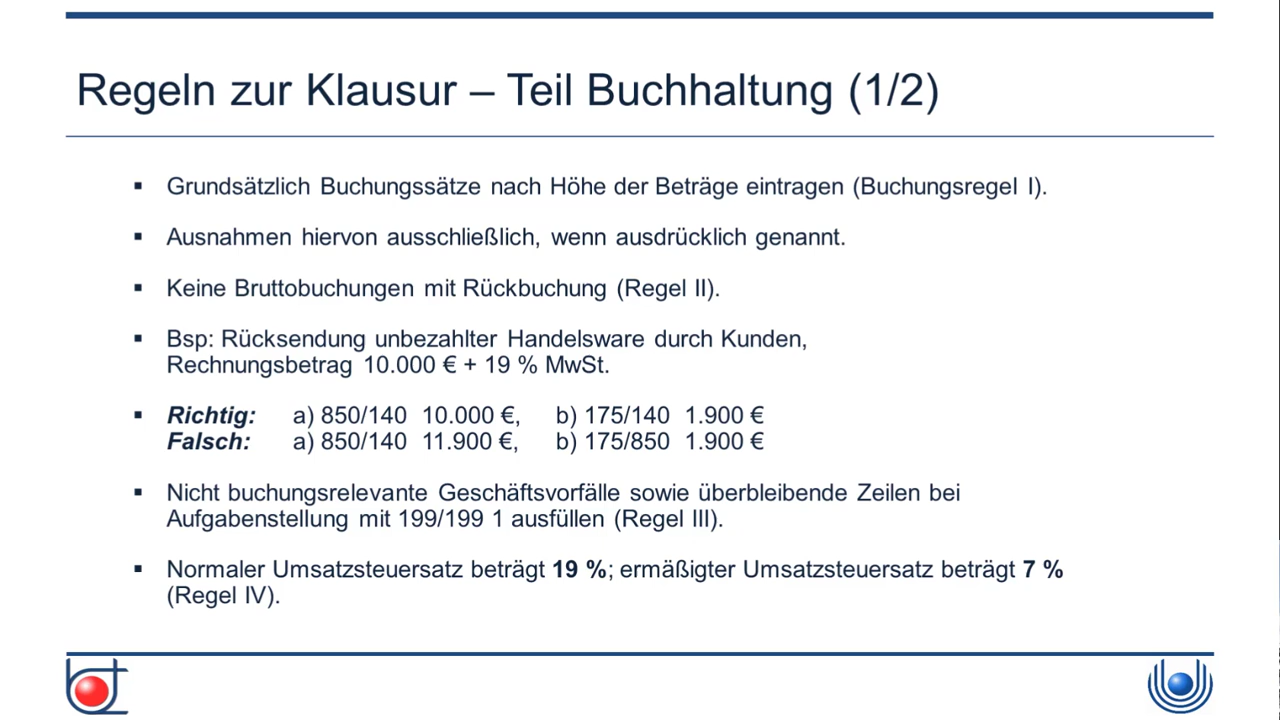 Regeln zur Klausur – Teil Buchhaltung (1/2)
▪ Grundsätzlich Buchungssätze nach Höhe der Beträge eintragen (Buchungsregel I).
▪ Ausnahmen hiervon ausschließlich, wenn ausdrücklich genannt.
▪ Keine Bruttobuchungen mit Rückbuchung (Regel II).
▪ Bsp: Rücksendung unbezahlter Handelsware durch Kunden,
Rechnungsbetrag 10.000 € + 19 % MwSt.
▪ Richtig: a) 850/140 10.000 €, b) 175/140 1.900 €
Falsch: a) 850/140 11.900 €, b) 175/850 1.900 €
▪ Nicht buchungsrelevante Geschäftsvorfälle sowie überbleibende Zeilen bei
Aufgabenstellung mit 199/199 1 ausfüllen (Regel III).
▪ Normaler Umsatzsteuersatz beträgt 19 %; ermäßigter Umsatzsteuersatz beträgt 7 %
(Regel IV).